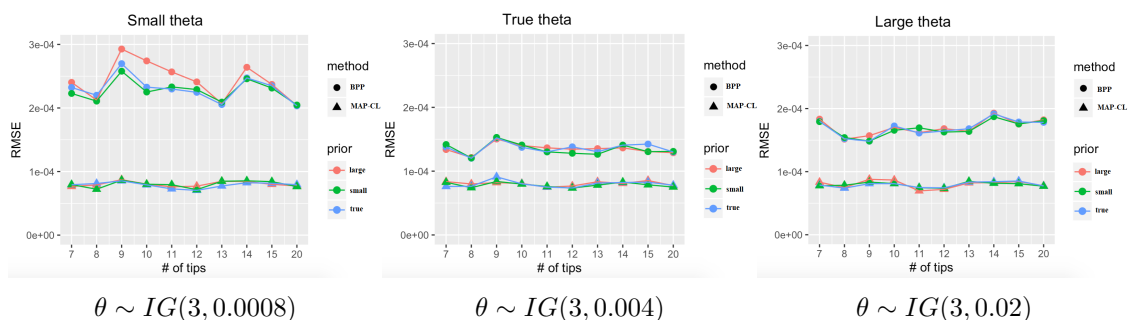 Small theta
3e-04
2e-04
1e-04
0e+00
RMSE
7 8 9 10 11 12 13 14 15 20
# of tips
method
BPP
MAP-CL
prior
large
small
true
θ ∼ IG(3, 0.0008)
True theta
3e-04
2e-04
1e-04
0e+00
RMSE
7 8 9 10 11 12 13 14 15 20
# of tips
method
BPP
MAP-CL
prior
large
small
true
θ ∼ IG(3, 0.004)
Large theta
3e-04
2e-04
1e-04
0e+00
RMSE
7 8 9 10 11 12 13 14 15 20
# of tips
method
BPP
MAP-CL
prior
large
small
true
θ ∼ IG(3, 0.02)